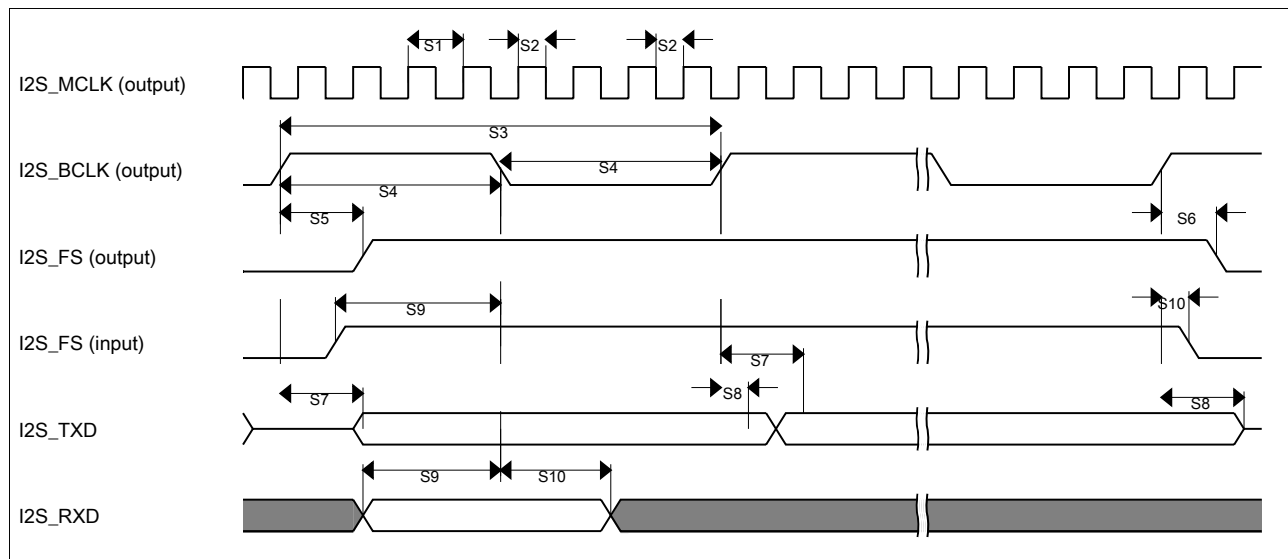 S1 S2 S2
I2S_MCLK (output)
S3
I2S_BCLK (output)
S4
S4
S5 S6
I2S_FS (output)
S9 S10
I2S_FS (input)
S7
S7 S8 S8
I2S_TXD
S9 S10
I2S_RXD